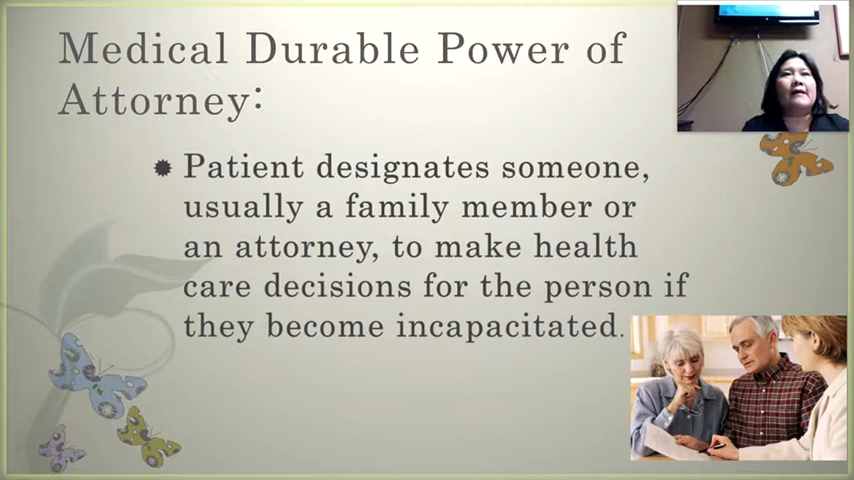 Medical Durable Power of
Attorney:
Patient designates someone,
usually a family member or
an attorney, to make health
care decisions for the person if
they become incapacitated.